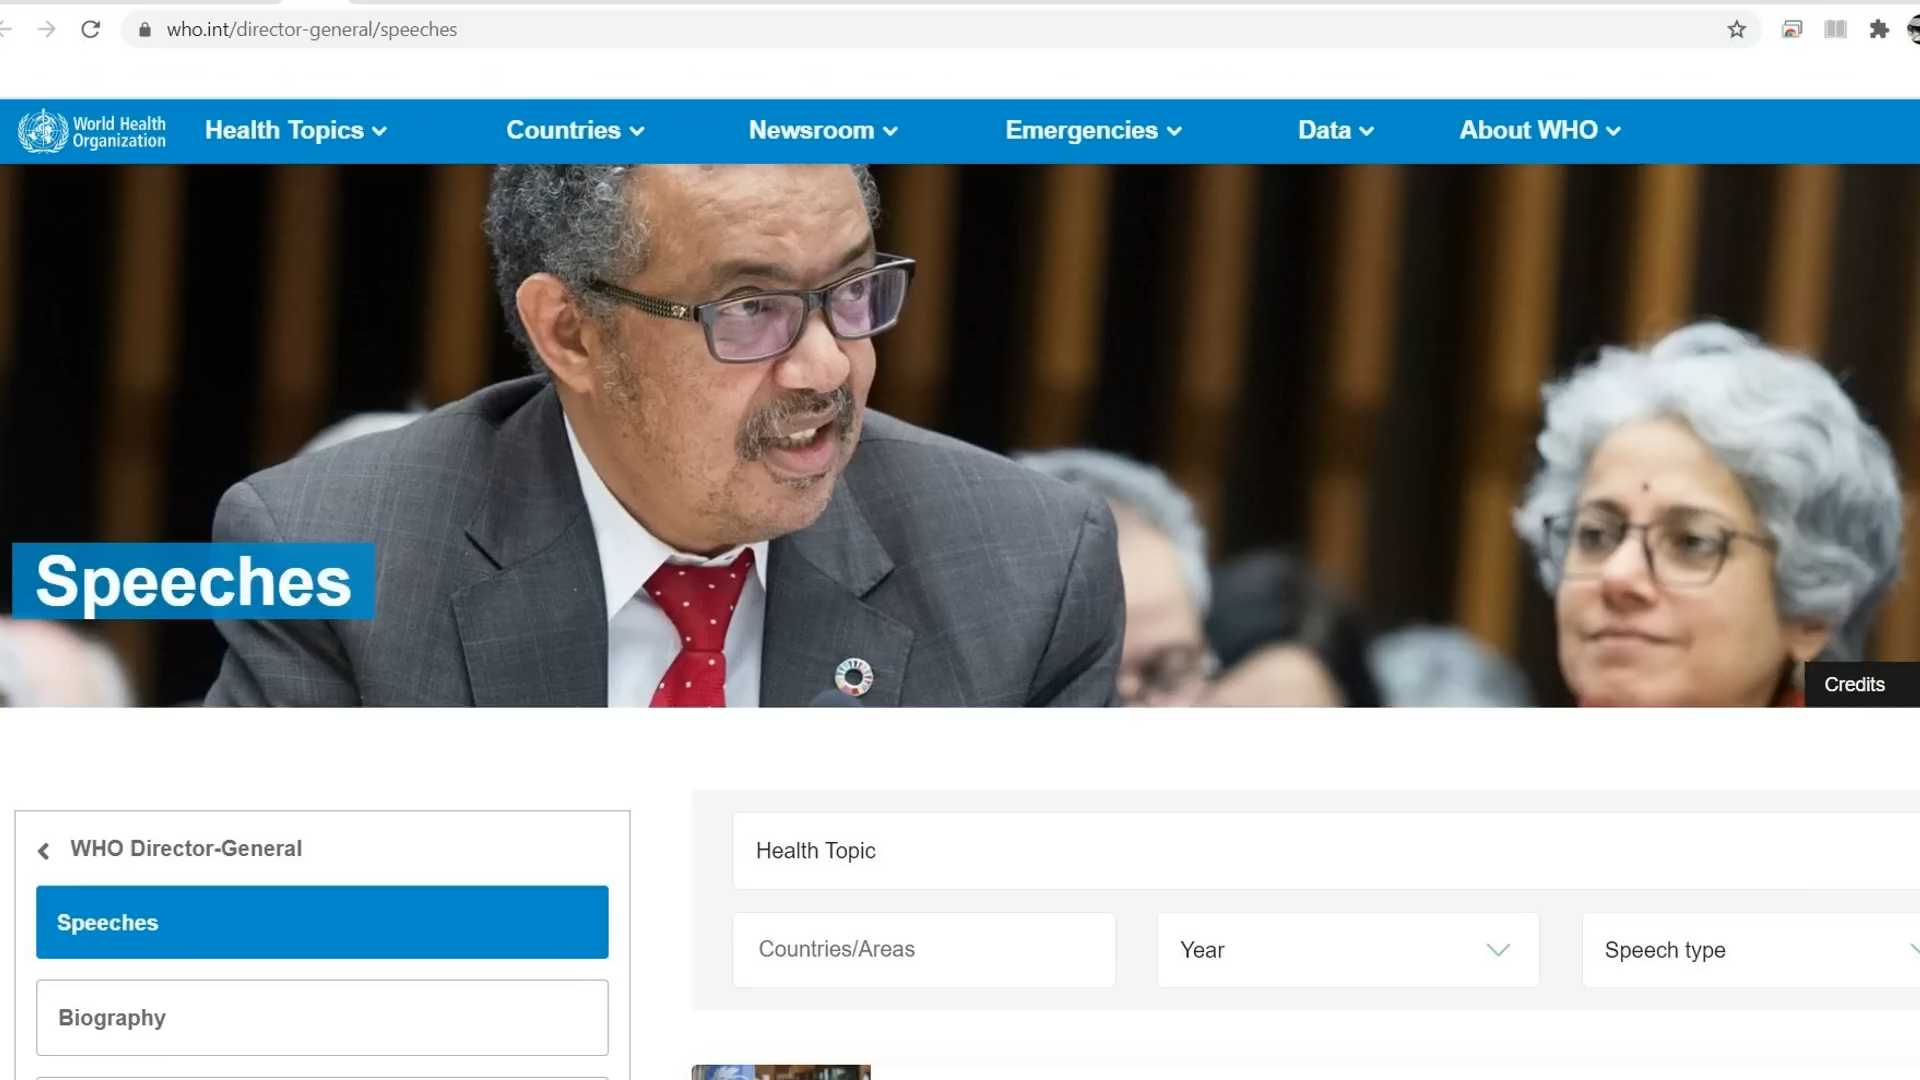 who.int/director-general/speeches
World Health
Organization
Health Topics
Countries
Newsroom
Emergencies
Data
About WHO
Speeches
Credits
WHO Director-General
Speeches
Biography
Health Topic
Countries/Areas
Year
Speech type